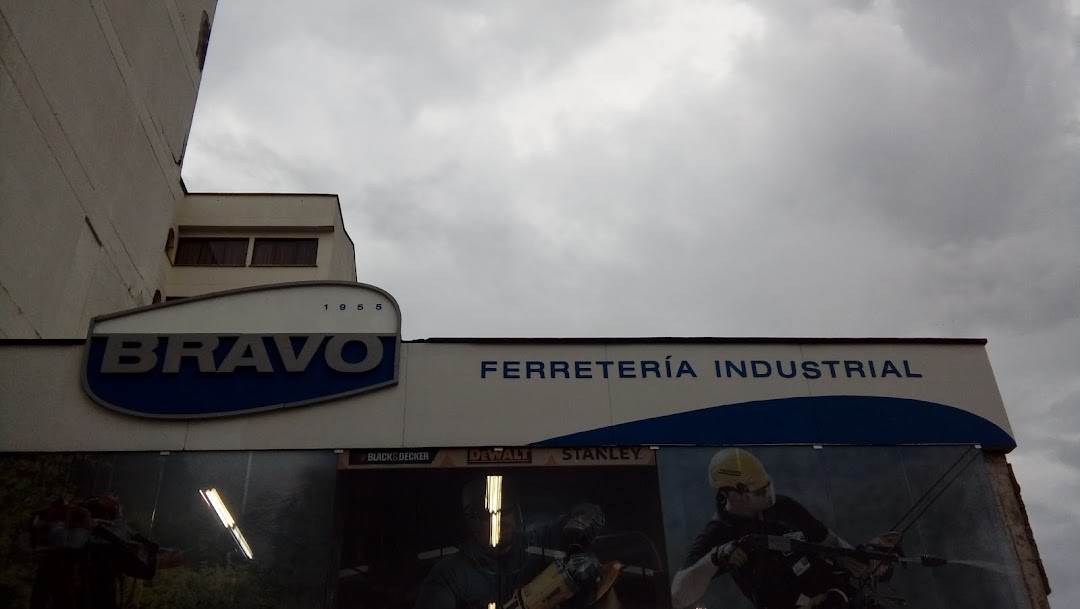 1955
BRAVO
FERRETERÍA INDUSTRIAL
BLACK&DECKER DEWALT STANLEY